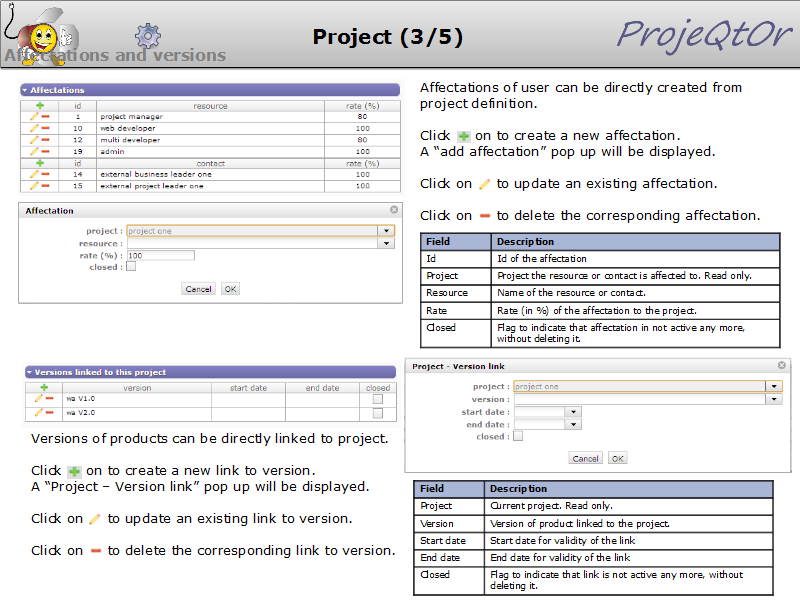 Project (3/5)
ProjeQtOr
Affectations and versions
Affectations
id resource rate (%)
1 project manager 80
10 web developer 100
12 multi developer 80
19 admin 100
id contact rate (%)
14 external business leader one 100
15 external project leader one 100
Affectations of user can be directly created from
project definition.
Click on to create a new affectation.
A “add affectation” pop up will be displayed.
Click on to update an existing affectation.
Click on to delete the corresponding affectation.
Affectation
project : project one
resource :
rate (%) : 100
closed :
Cancel OK
Field Description
Id Id of the affectation
Project Project the resource or contact is affected to. Read only.
Resource Name of the resource or contact.
Rate Rate (in %) of the affectation to the project.
Closed Flag to indicate that affectation in not active any more,
without deleting it.
Versions linked to this project
version start date end date closed
wa V1.0
wa V2.0
Versions of products can be directly linked to project.
Click on to create a new link to version.
A “Project – Version link” pop up will be displayed.
Click on to update an existing link to version.
Click on to delete the corresponding link to version.
Project - Version link
project : project one
version :
start date :
end date :
closed :
Cancel OK
Field Description
Project Current project. Read only.
Version Version of product linked to the project.
Start date Start date for validity of the link
End date End date for validity of the link
Closed Flag to indicate that link is not active any more, without
deleting it.